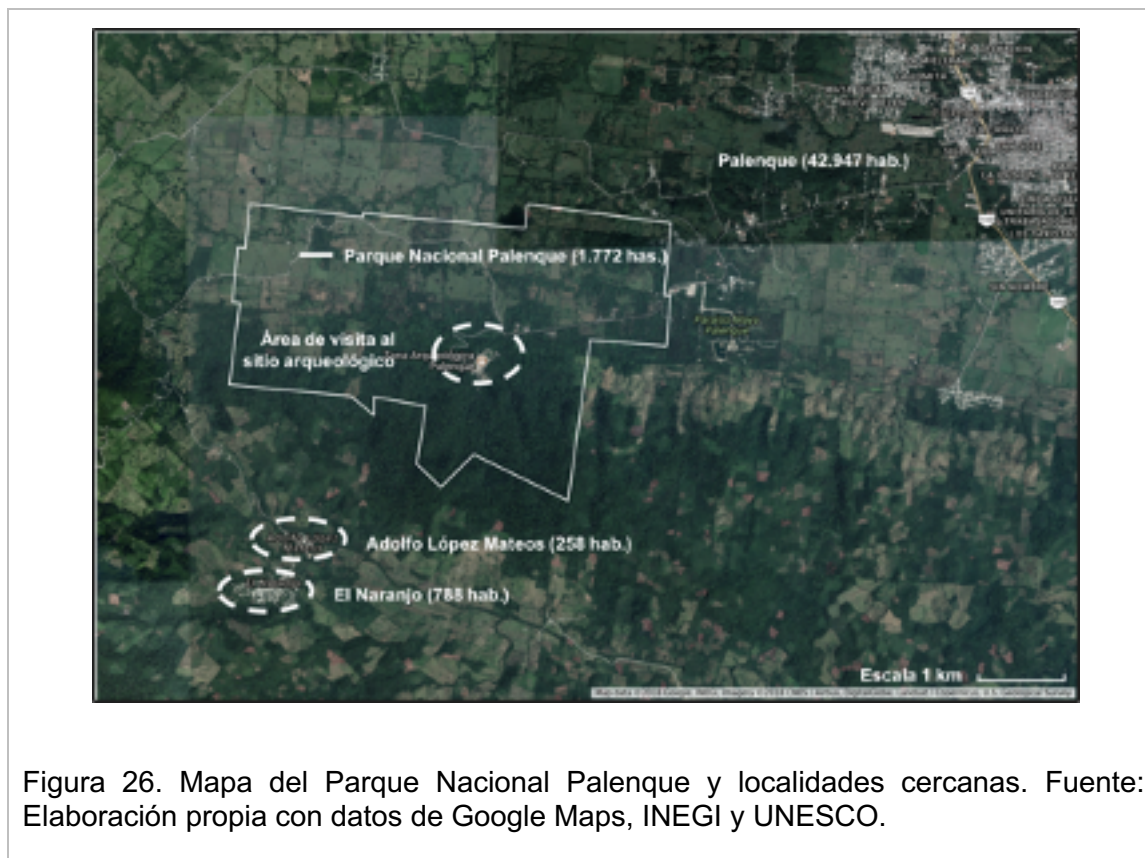 Palenque (42.947 hab.)
Parque Nacional Palenque (1.772 has.)
Área de visita al
sitio arqueológico
Adolfo López Mateos (258 hab.)
El Naranjo (788 hab.)
Escala 1 km
Figura 26. Mapa del Parque Nacional Palenque y localidades cercanas. Fuente:
Elaboración propia con datos de Google Maps, INEGI y UNESCO.